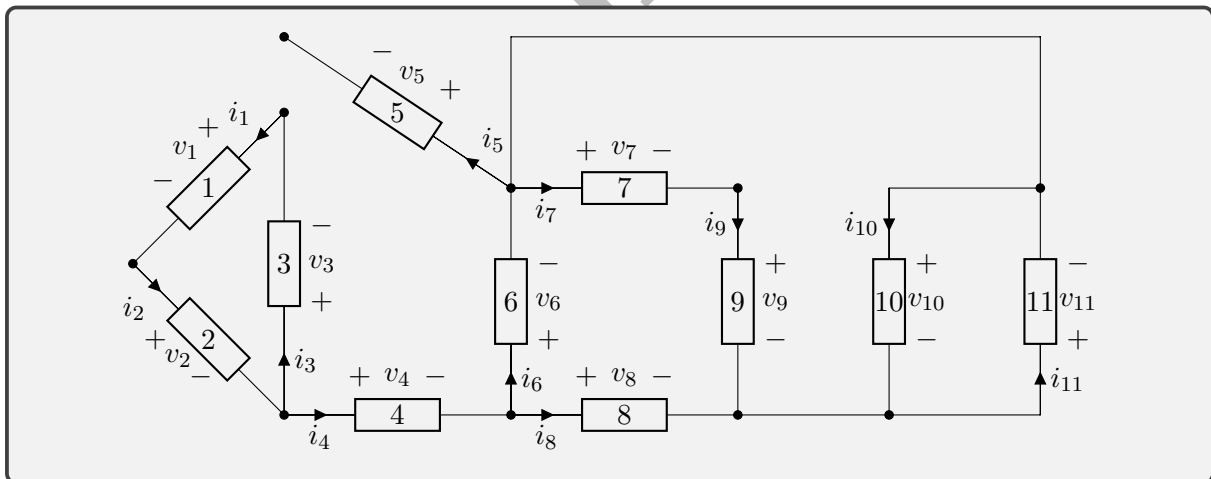 − v5 +
5
i5
i1
+ v1 −
1
+ v7 −
7
i7
i2
+ v2 −
2
− v3 +
3
i3
− v6 +
6
i6
i9
+ v9 −
9
i10
+ v10 −
10
− v11 +
11
i11
+ v4 −
4
i4
+ v8 −
8
i8